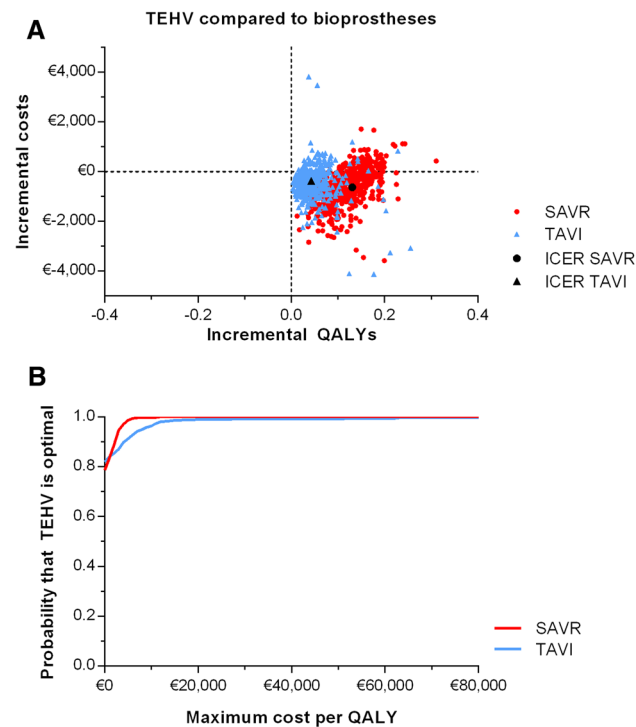 A
TEHV compared to bioprostheses
Incremental costs
€4,000
€2,000
€0
€-2,000
€-4,000
-0.4
-0.2
0.0
0.2
0.4
Incremental QALYs
SAVR
TAVI
ICER SAVR
ICER TAVI
B
Probability that TEHV is optimal
1.0
0.8
0.6
0.4
0.2
0.0
€0
€20,000
€40,000
€60,000
€80,000
Maximum cost per QALY
SAVR
TAVI